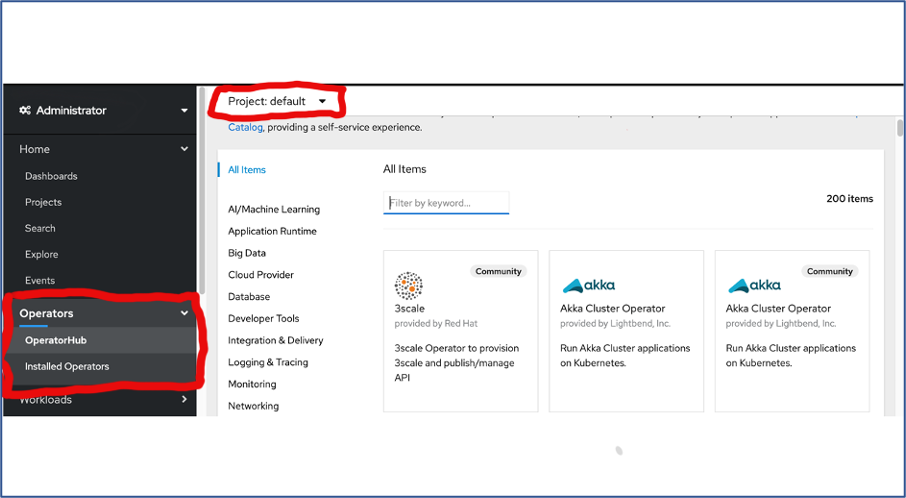 Administrator
Project: default
Catalog, providing a self-service experience.
Home
Dashboards
Projects
Search
Explore
Events
Operators
OperatorHub
Installed Operators
Workloads
All Items
AI/Machine Learning
Application Runtime
Big Data
Cloud Provider
Database
Developer Tools
Integration & Delivery
Logging & Tracing
Monitoring
Networking
All Items
Filter by keyword...
200 items
Community
3scale
provided by Red Hat
3scale Operator to provision
3scale and publish/manage
API
akka
Akka Cluster Operator
provided by Lightbend, Inc.
Run Akka Cluster applications
on Kubernetes.
Community
akka
Akka Cluster Operator
provided by Lightbend, Inc.
Run Akka Cluster applications
on Kubernetes.